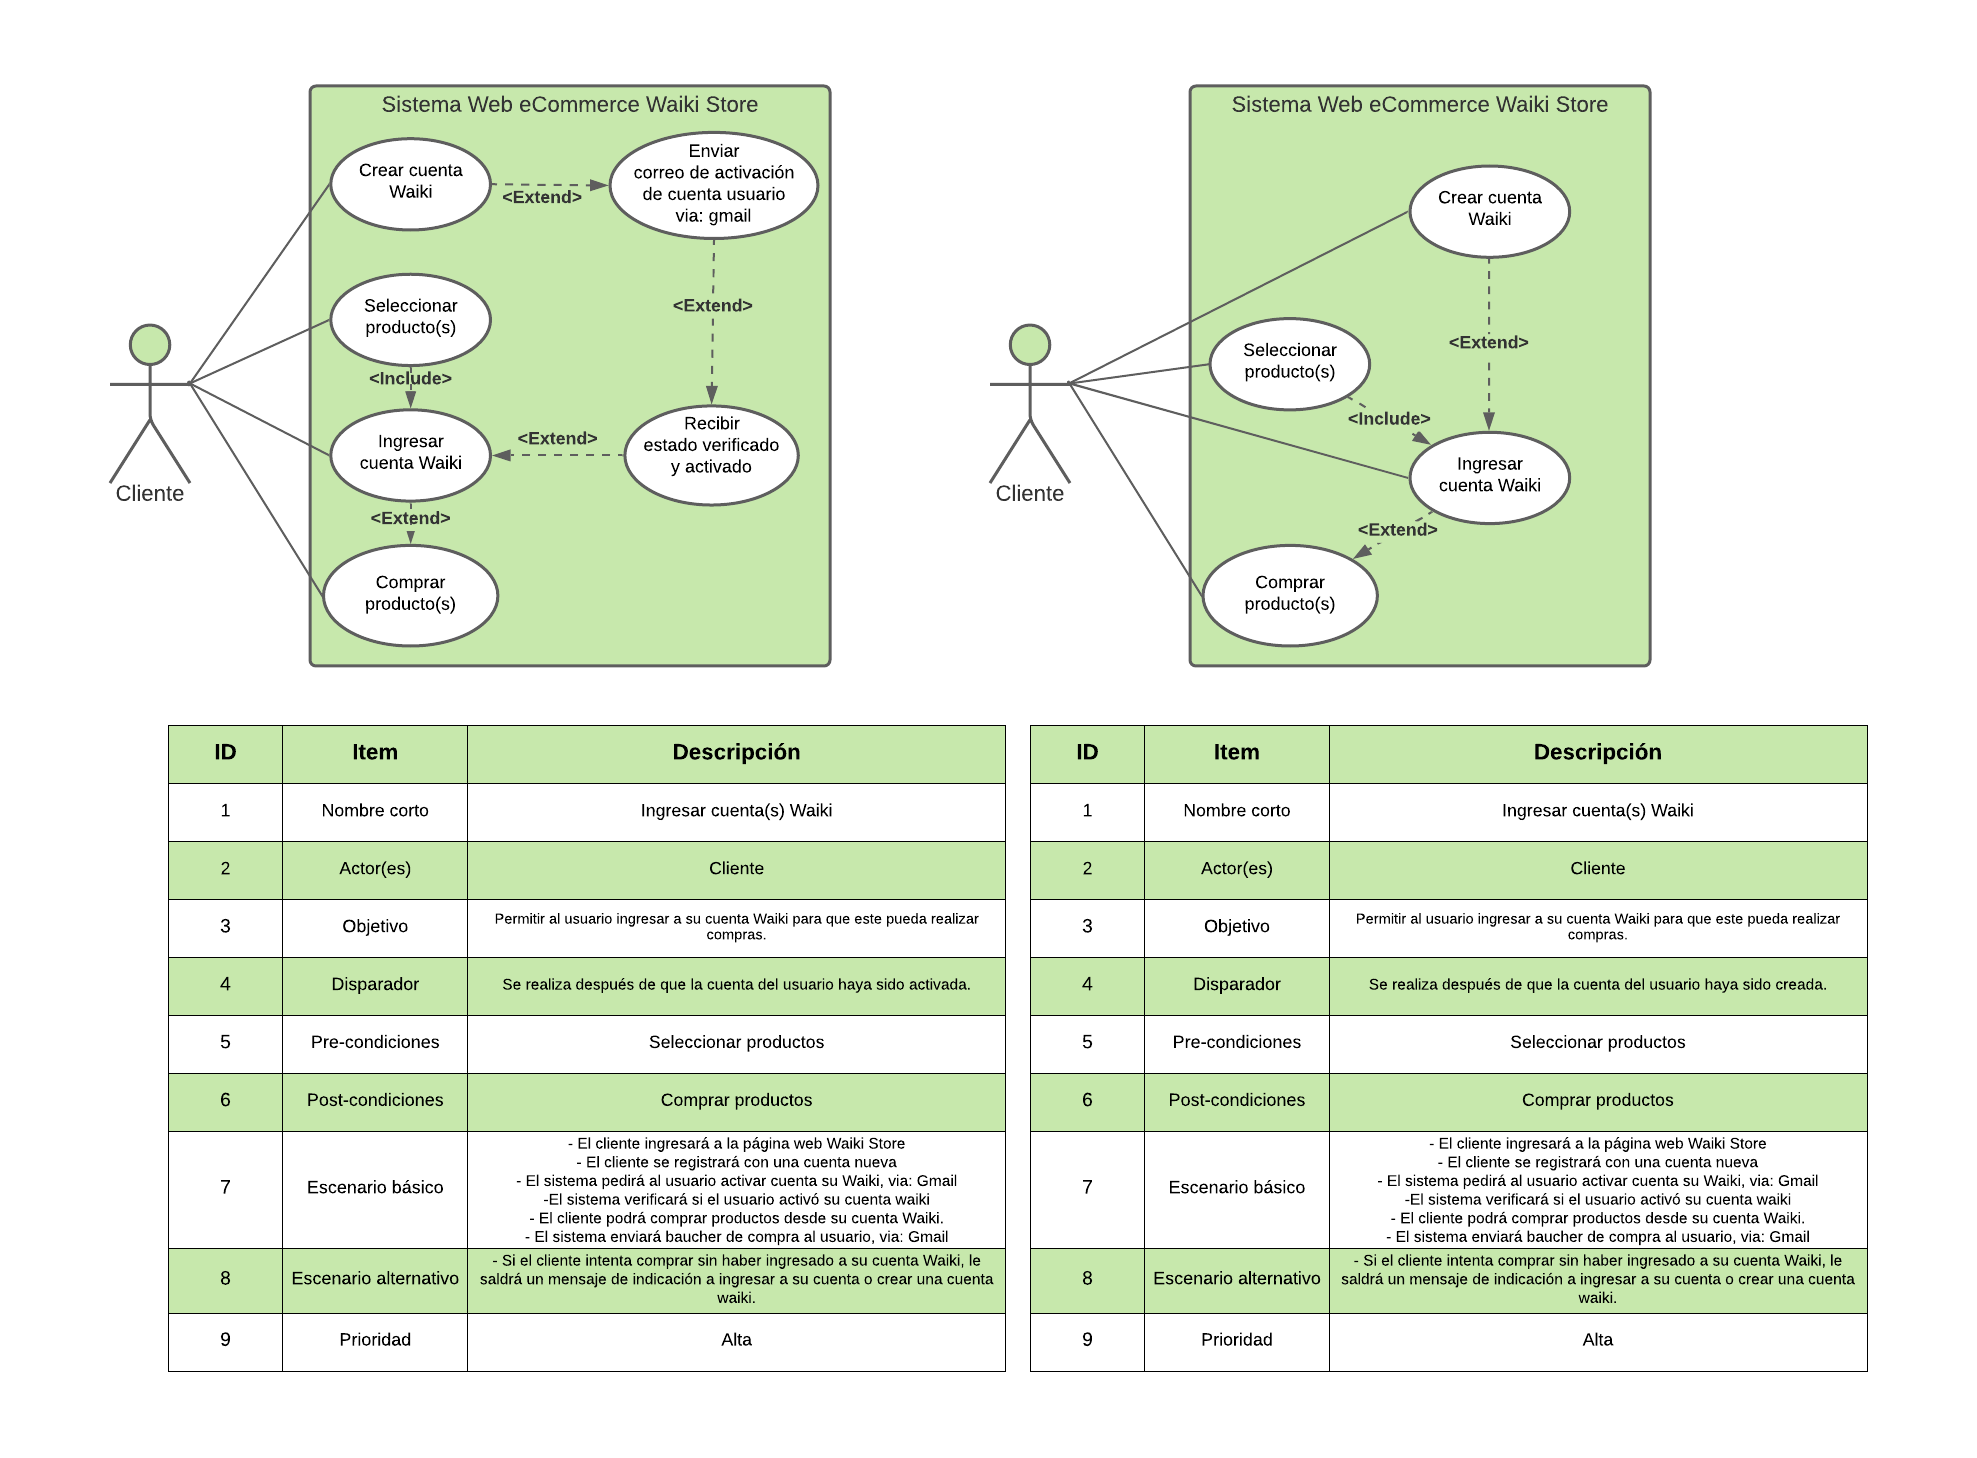 Sistema Web eCommerce Waiki Store
Crear cuenta
Waiki
<Extend>
Enviar
correo de activación
de cuenta usuario
via: gmail
Seleccionar
producto(s)
<Extend>
<Include>
Ingresar
cuenta Waiki
<Extend>
Recibir
estado verificado
y activado
<Extend>
Comprar
producto(s)
Cliente
Sistema Web eCommerce Waiki Store
Crear cuenta
Waiki
<Extend>
Seleccionar
producto(s)
<Include>
Ingresar
cuenta Waiki
<Extend>
Comprar
producto(s)
Cliente
ID Item Descripción
1 Nombre corto Ingresar cuenta(s) Waiki
2 Actor(es) Cliente
3 Objetivo Permitir al usuario ingresar a su cuenta Waiki para que este pueda realizar
compras.
4 Disparador Se realiza después de que la cuenta del usuario haya sido activada.
5 Pre-condiciones Seleccionar productos
6 Post-condiciones Comprar productos
7 Escenario básico
- El cliente ingresará a la página web Waiki Store
- El cliente se registrará con una cuenta nueva
- El sistema pedirá al usuario activar cuenta su Waiki, via: Gmail
-El sistema verificará si el usuario activó su cuenta waiki
- El cliente podrá comprar productos desde su cuenta Waiki.
- El sistema enviará baucher de compra al usuario, via: Gmail
8 Escenario alternativo
- Si el cliente intenta comprar sin haber ingresado a su cuenta Waiki, le
saldrá un mensaje de indicación a ingresar a su cuenta o crear una cuenta
waiki.
9 Prioridad Alta
ID Item Descripción
1 Nombre corto Ingresar cuenta(s) Waiki
2 Actor(es) Cliente
3 Objetivo Permitir al usuario ingresar a su cuenta Waiki para que este pueda realizar
compras.
4 Disparador Se realiza después de que la cuenta del usuario haya sido creada.
5 Pre-condiciones Seleccionar productos
6 Post-condiciones Comprar productos
7 Escenario básico
- El cliente ingresará a la página web Waiki Store
- El cliente se registrará con una cuenta nueva
- El sistema pedirá al usuario activar cuenta su Waiki, via: Gmail
-El sistema verificará si el usuario activó su cuenta waiki
- El cliente podrá comprar productos desde su cuenta Waiki.
- El sistema enviará baucher de compra al usuario, via: Gmail
8 Escenario alternativo
- Si el cliente intenta comprar sin haber ingresado a su cuenta Waiki, le
saldrá un mensaje de indicación a ingresar a su cuenta o crear una cuenta
waiki.
9 Prioridad Alta